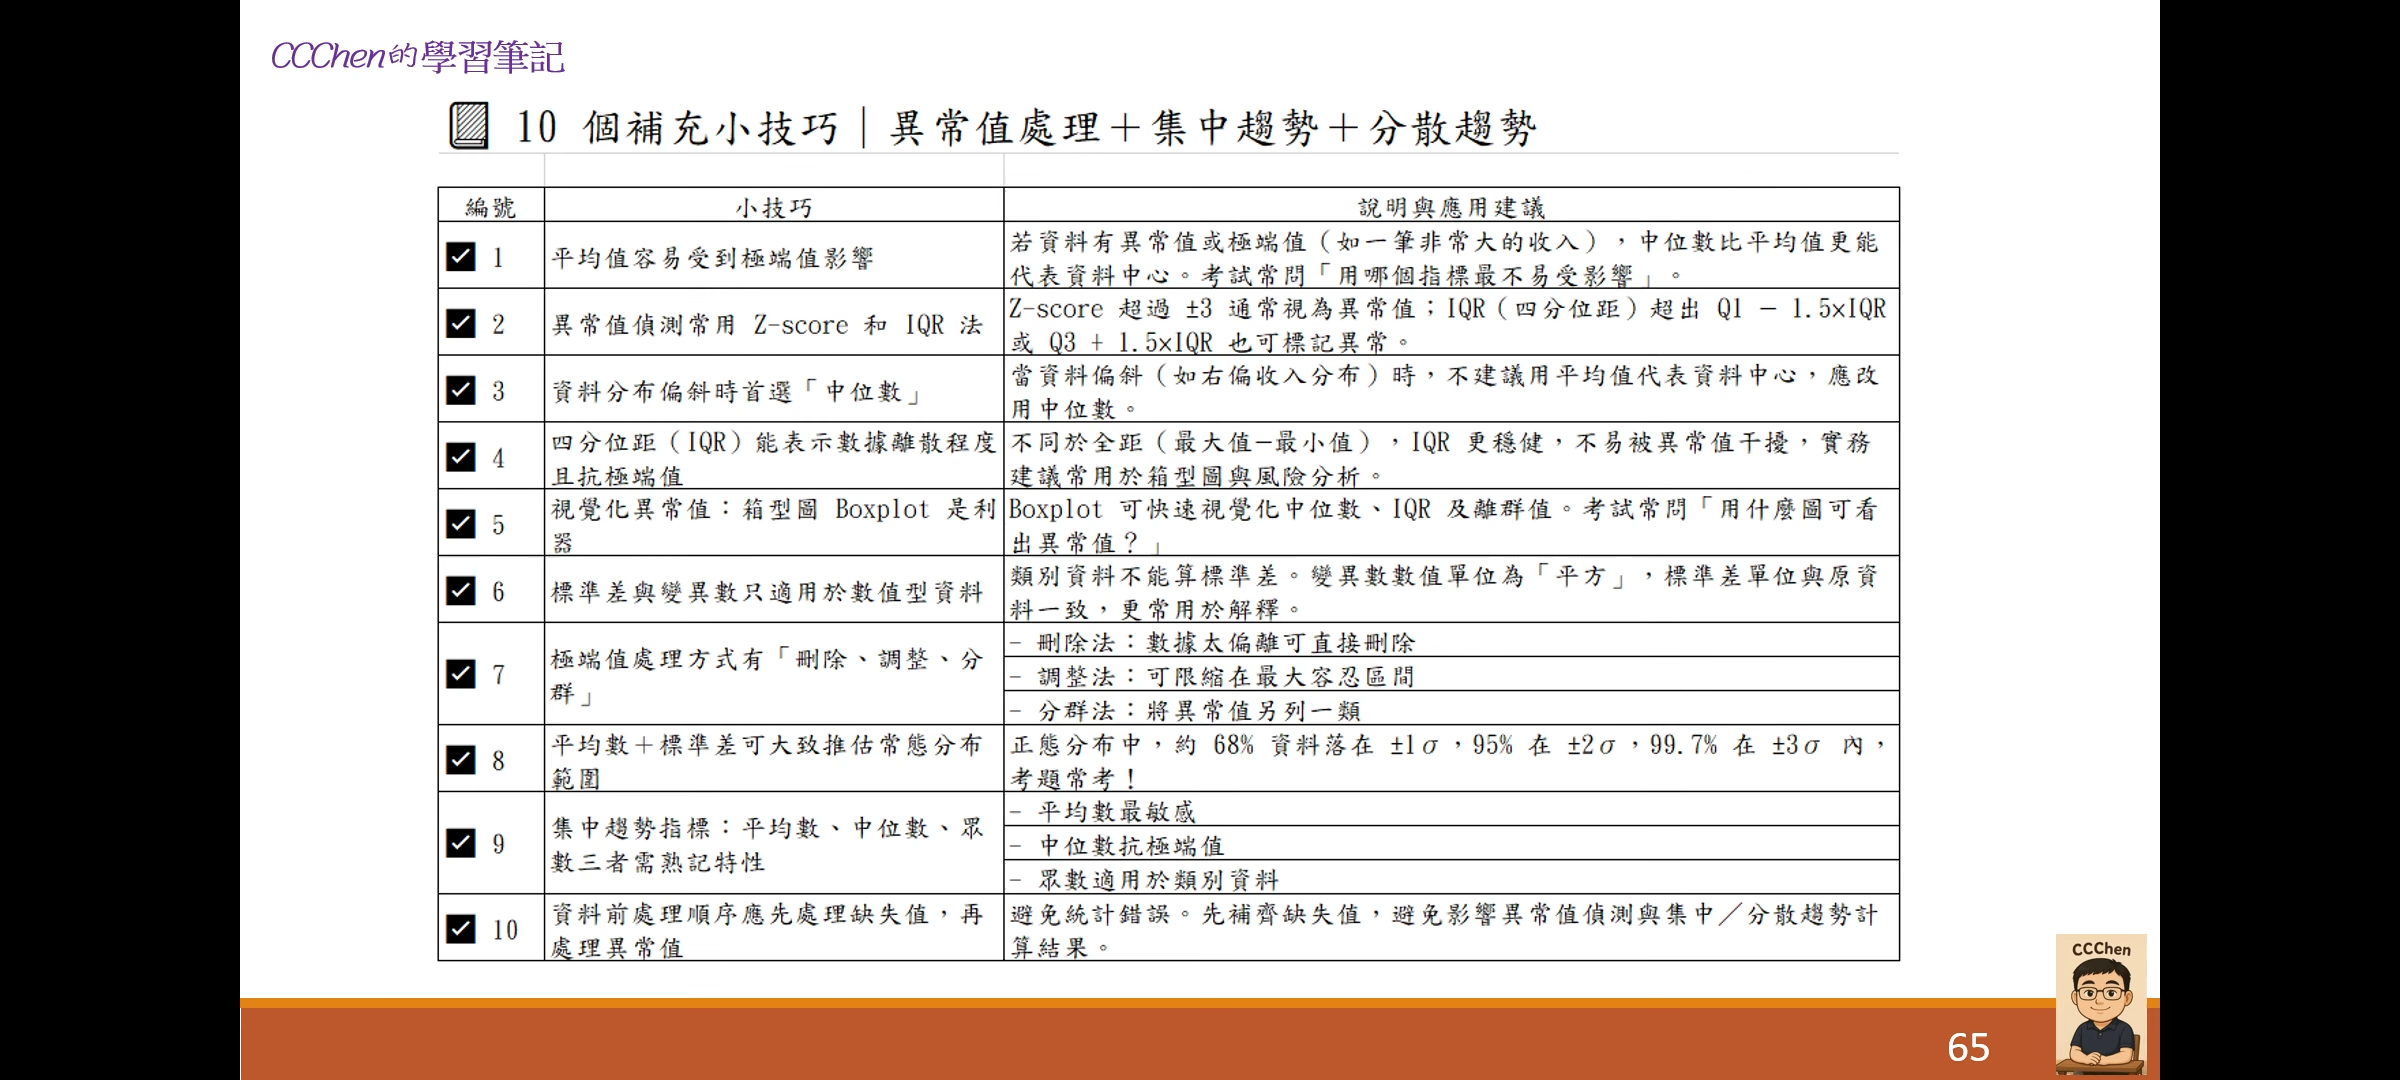 CCChen的學習筆記
10 個補充小技巧｜異常值處理＋集中趨勢＋分散趨勢
編號 小技巧 說明與應用建議
1 平均值容易受到極端值影響
若資料有異常值或極端值（如一筆非常大的收入），中位數比平均值更能
代表資料中心。考試常問「用哪個指標最不易受影響」。
2 異常值偵測常用 Z-score 和 IQR 法
Z-score 超過 ±3 通常視為異常值；IQR（四分位距）超出 Q1 − 1.5×IQR
或 Q3 + 1.5×IQR 也可標記異常。
3 資料分布偏斜時首選「中位數」
當資料偏斜（如右偏收入分布）時，不建議用平均值代表資料中心，應改
用中位數。
4 四分位距（IQR）能表示數據離散程度
且抗極端值
不同於全距（最大值−最小值），IQR 更穩健，不易被異常值干擾，實務
建議常用於箱型圖與風險分析。
5 視覺化異常值：箱型圖 Boxplot 是利
器
Boxplot 可快速視覺化中位數、IQR 及離群值。考試常問「用什麼圖可看
出異常值？」
6 標準差與變異數只適用於數值型資料
類別資料不能算標準差。變異數數值單位為「平方」，標準差單位與原資
料一致，更常用於解釋。
7 極端值處理方式有「刪除、調整、分
群」
- 刪除法：數據太偏離可直接刪除
- 調整法：可限縮在最大容忍區間
- 分群法：將異常值另列一類
8 平均數＋標準差可大致推估常態分布
範圍
正態分布中，約 68% 資料落在 ±1σ，95% 在 ±2σ，99.7% 在 ±3σ 內，
考題常考！
9 集中趨勢指標：平均數、中位數、眾
數三者需熟記特性
- 平均數最敏感
- 中位數抗極端值
- 眾數適用於類別資料
10 資料前處理順序應先處理缺失值，再
處理異常值
避免統計錯誤。先補齊缺失值，避免影響異常值偵測與集中／分散趨勢計
算結果。
CCChen
65